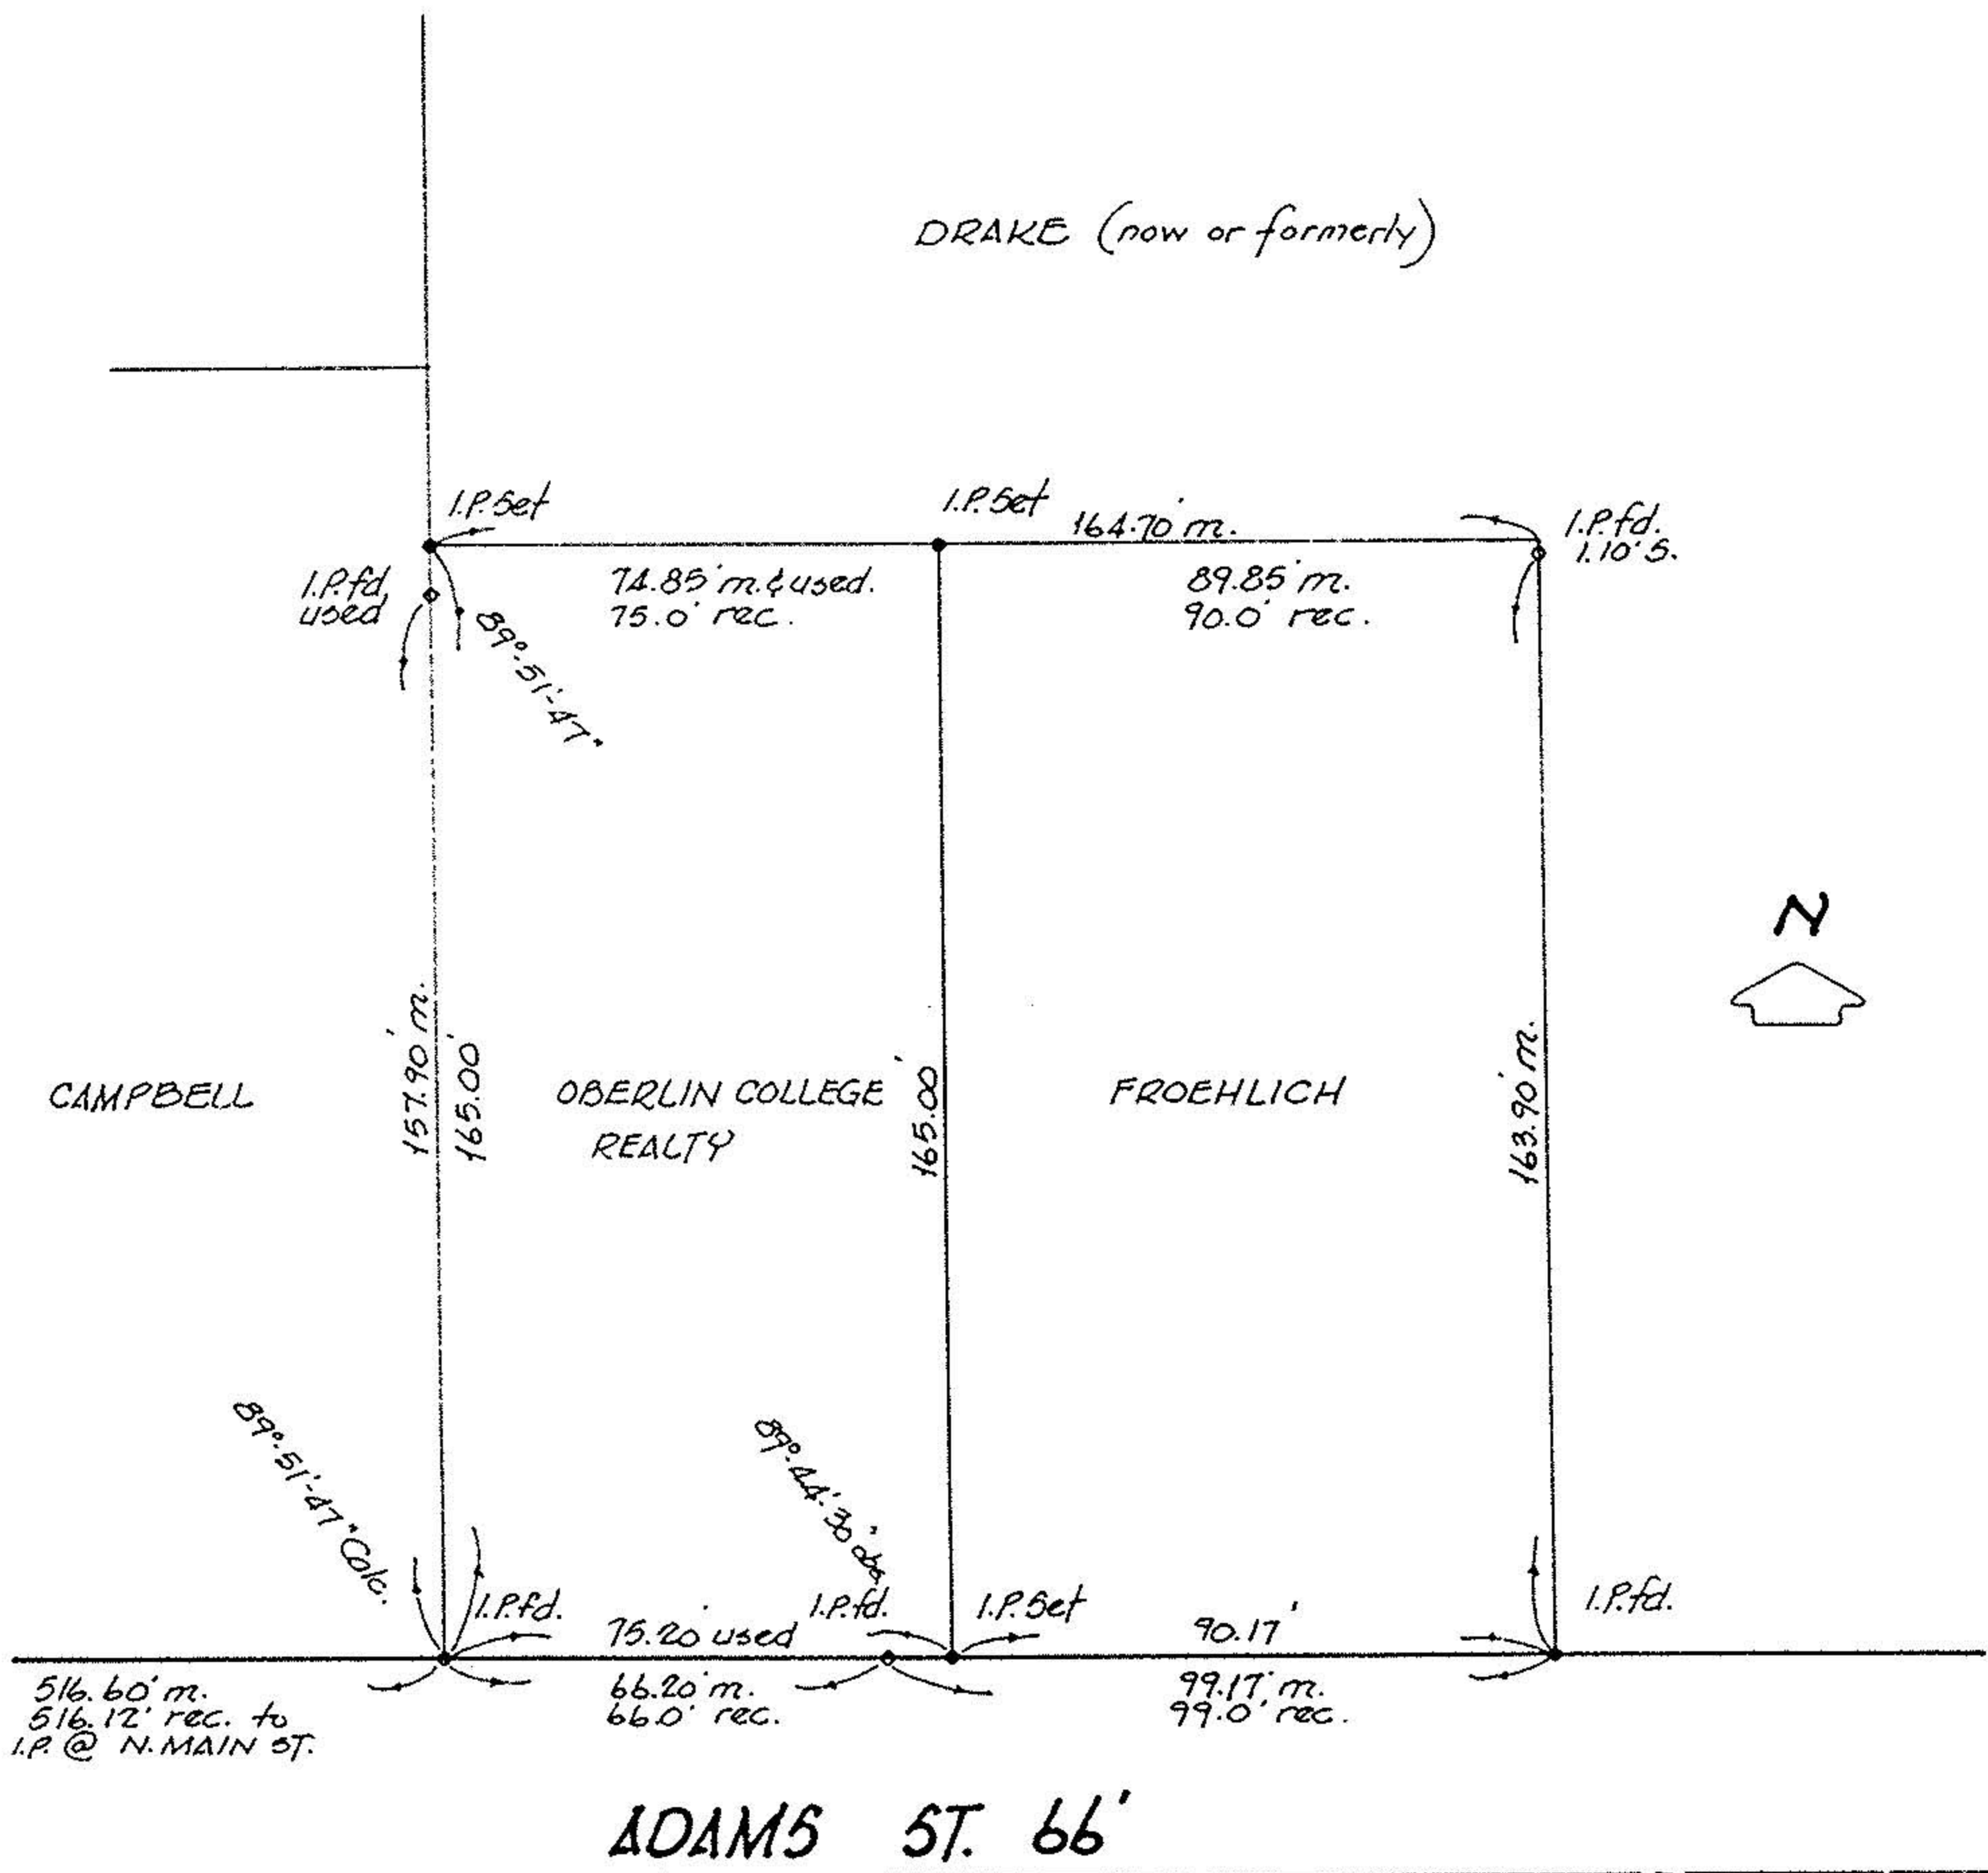 DRAKE (now or formerly)
I.P. Set
I.P. Set
164.70' m.
I.P. fd.
1.10' S.
I.P. fd.
used
74.85' m. & used.
75.0' rec.
89.85' m.
90.0' rec.
89°-51'-47"
N
157.90' m.
165.00'
165.00'
163.90' m.
CAMPBELL
OBERLIN COLLEGE
REALTY
FROEHLICH
89°-51'-47" Calc.
89°-44'-30" obs.
I.P. fd.
I.P. fd.
I.P. Set
I.P. fd.
75.20' used
90.17'
516.60' m.
516.12' rec. to
I.P. @ N. MAIN ST.
66.20' m.
66.0' rec.
99.17' m.
99.0' rec.
ADAMS ST. 66'